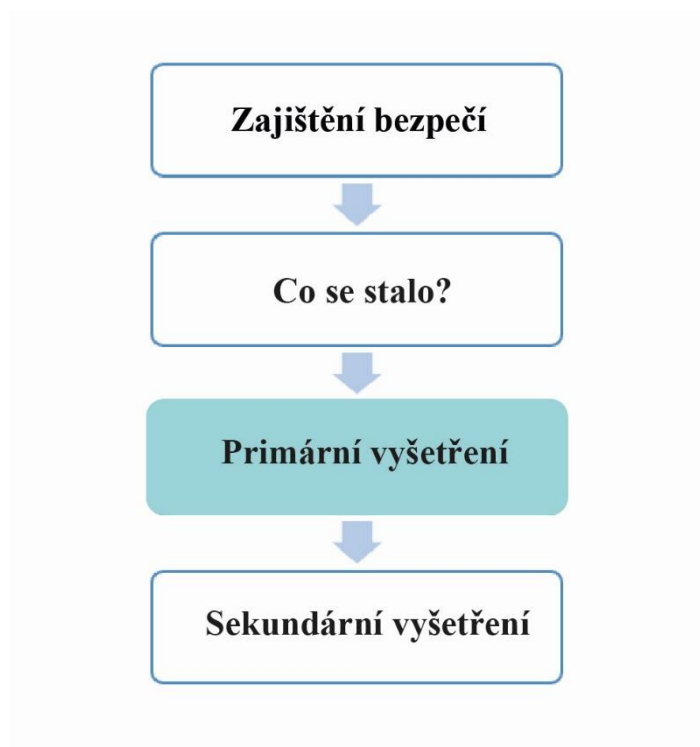 Zajištění bezpečí
Co se stalo?
Primární vyšetření
Sekundární vyšetření